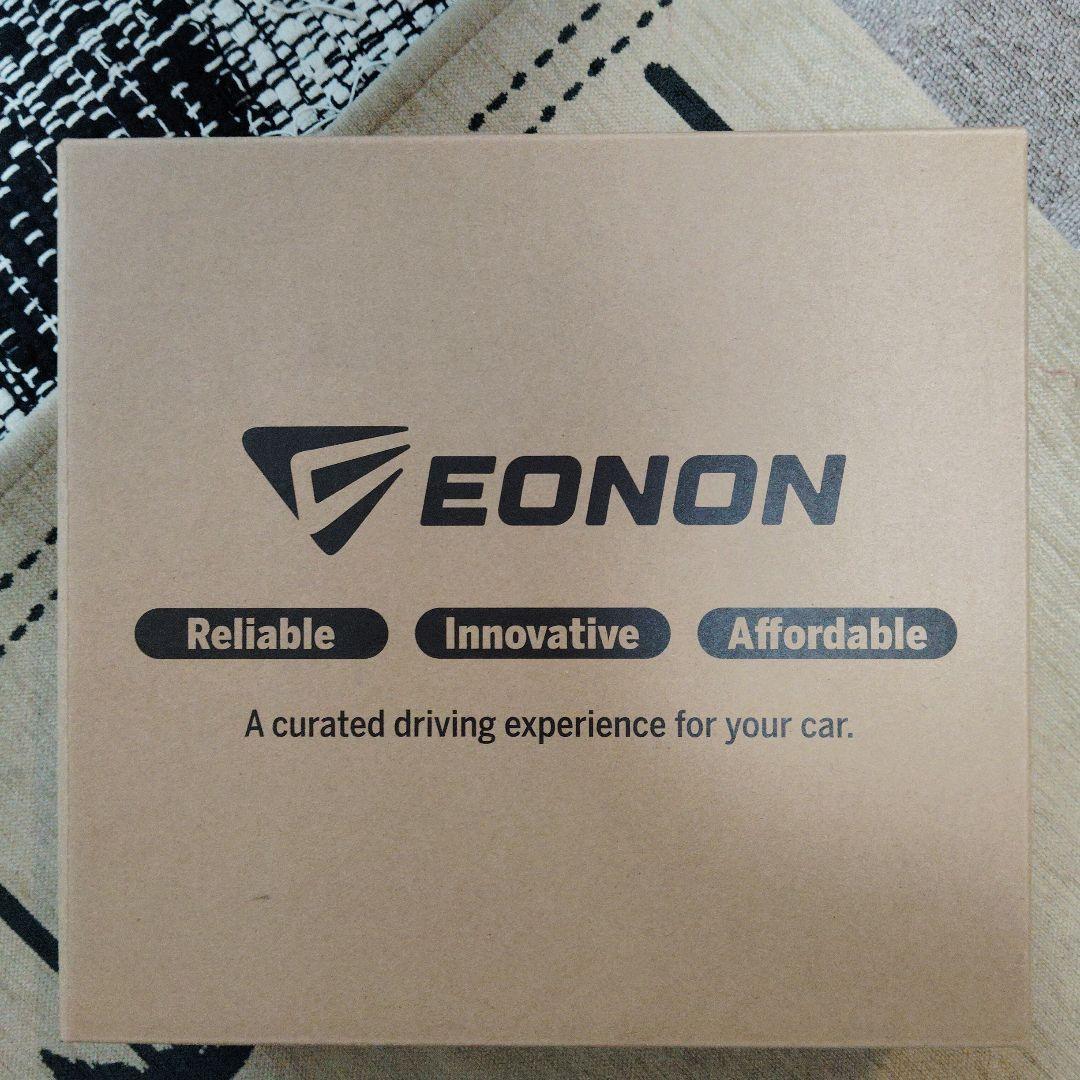 EONON
Reliable Innovative Affordable
A curated driving experience for your car.